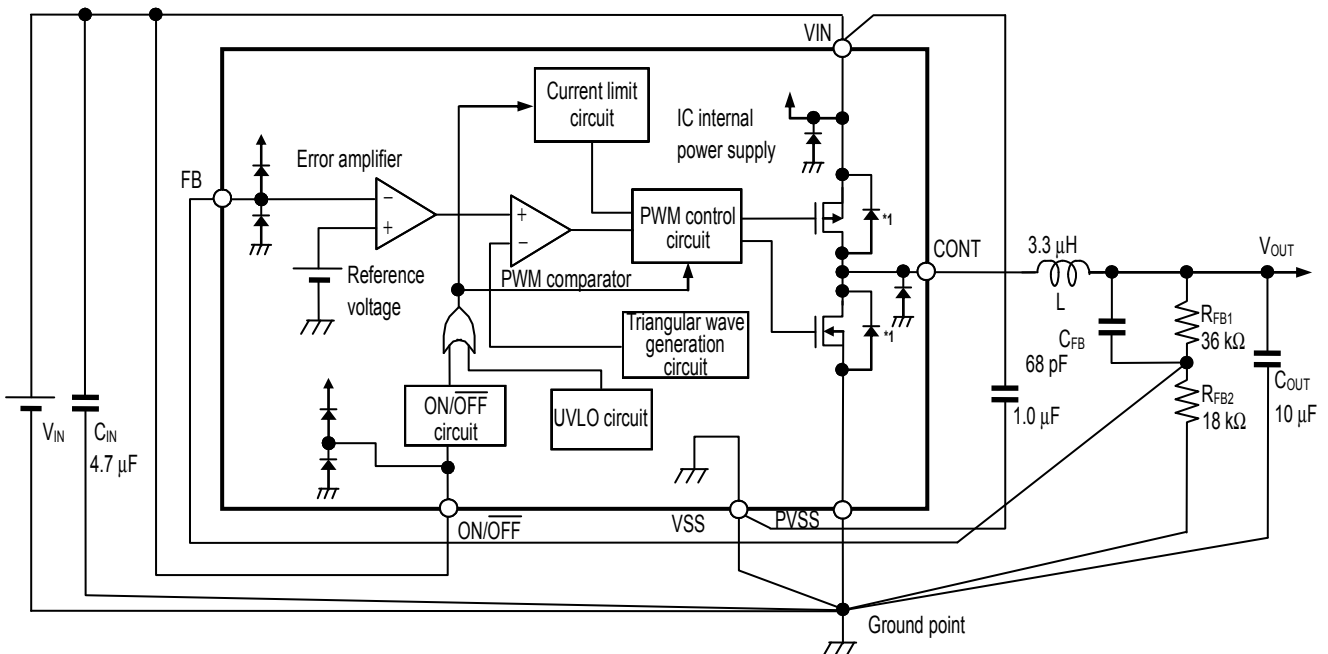 VIN
Current limit
circuit
IC internal
power supply
Error amplifier
FB
−
+
+
−
PWM control
circuit
*1
CONT
3.3 µH
L
VOUT
Reference
voltage
PWM comparator
Triangular wave
generation
circuit
*1
CFB
68 pF
RFB1
36 kΩ
RFB2
18 kΩ
COUT
10 µF
1.0 µF
VIN
CIN
4.7 µF
ON/O̅F̅F̅
circuit
UVLO circuit
ON/O̅F̅F̅
VSS
PVSS
Ground point